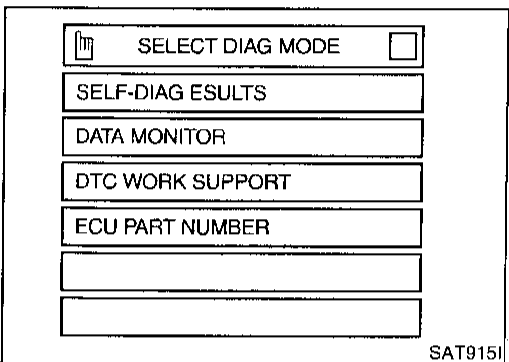 SELECT DIAG MODE
SELF-DIAG ESULTS
DATA MONITOR
DTC WORK SUPPORT
ECU PART NUMBER
SAT915I